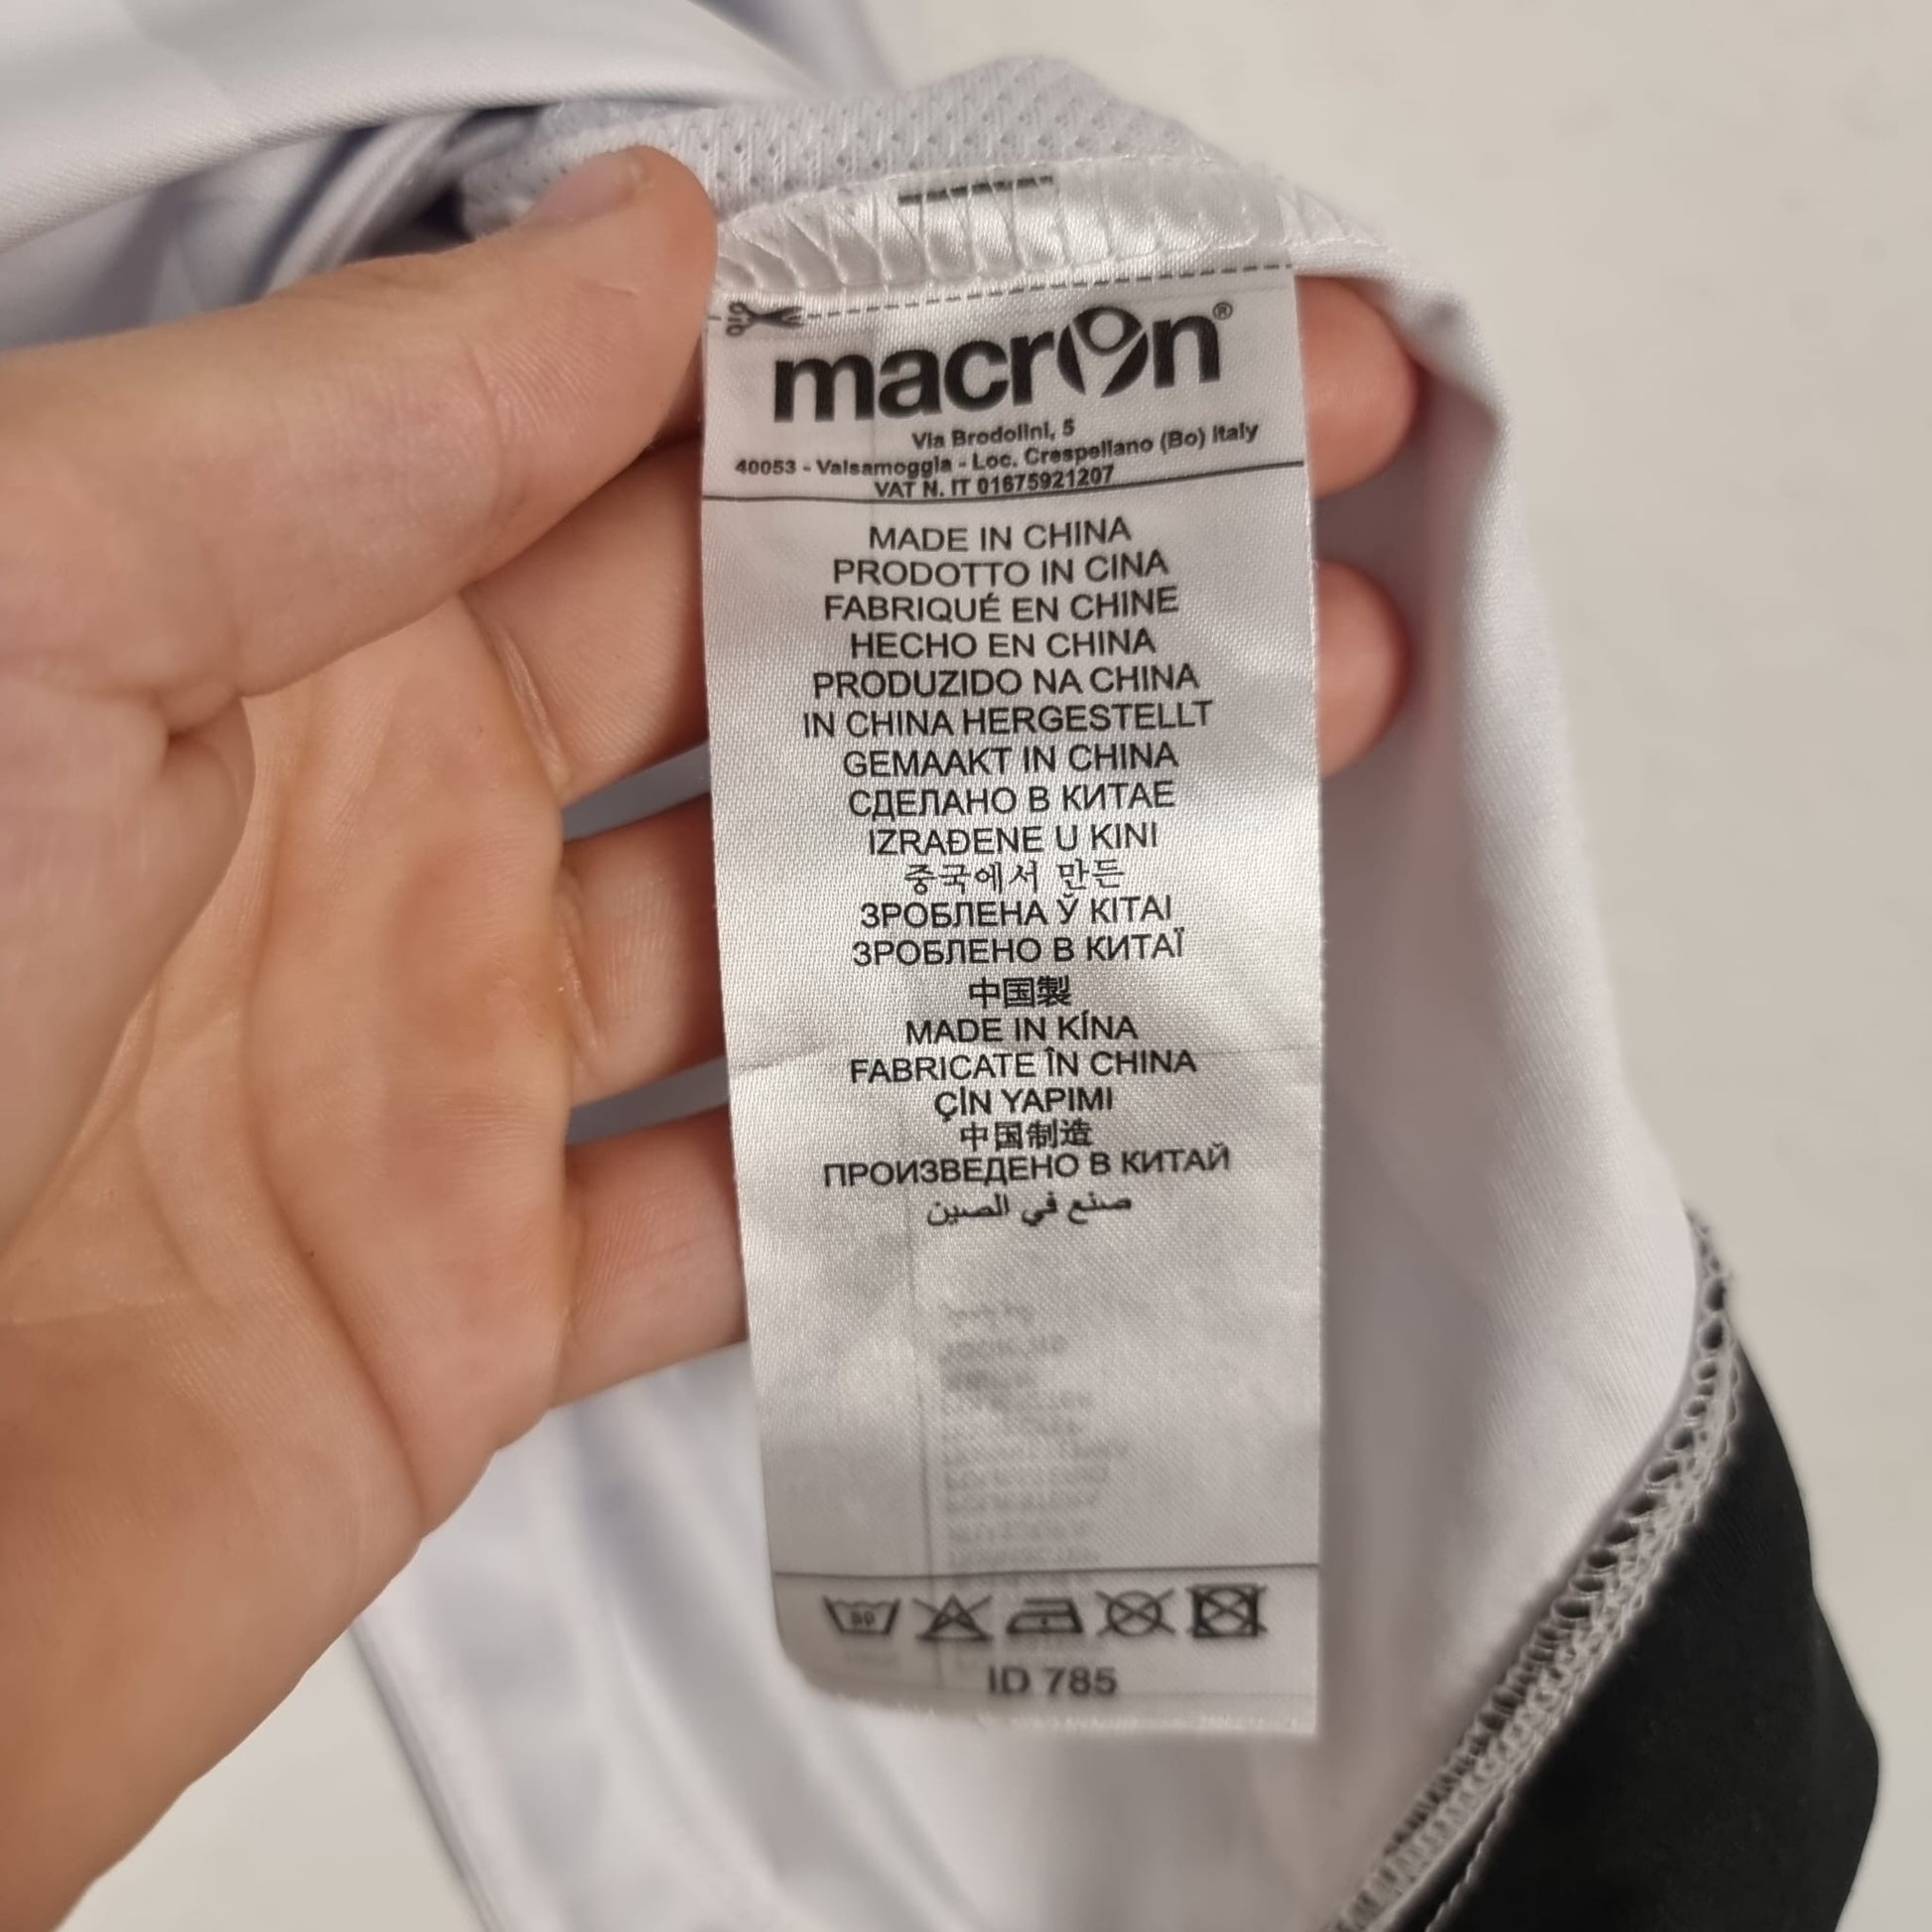 macron®
Via Brodolini, 5
40053 - Valsamoggia - Loc. Crespellano (Bo) Italy
VAT N. IT 01675921207
MADE IN CHINA
PRODOTTO IN CINA
FABRIQUÉ EN CHINE
HECHO EN CHINA
PRODUZIDO NA CHINA
IN CHINA HERGESTELLT
GEMAAKT IN CHINA
СДЕЛАНО В КИТАЕ
IZRAĐENE U KINI
중국에서 만든
ЗРОБЛЕНА Ў КІТАІ
ЗРОБЛЕНО В КИТАЇ
中国製
MADE IN KÍNA
FABRICATE ÎN CHINA
ÇİN YAPIMI
中国制造
ПРОИЗВЕДЕНО В КИТАЙ
صنع في الصين
ID 785